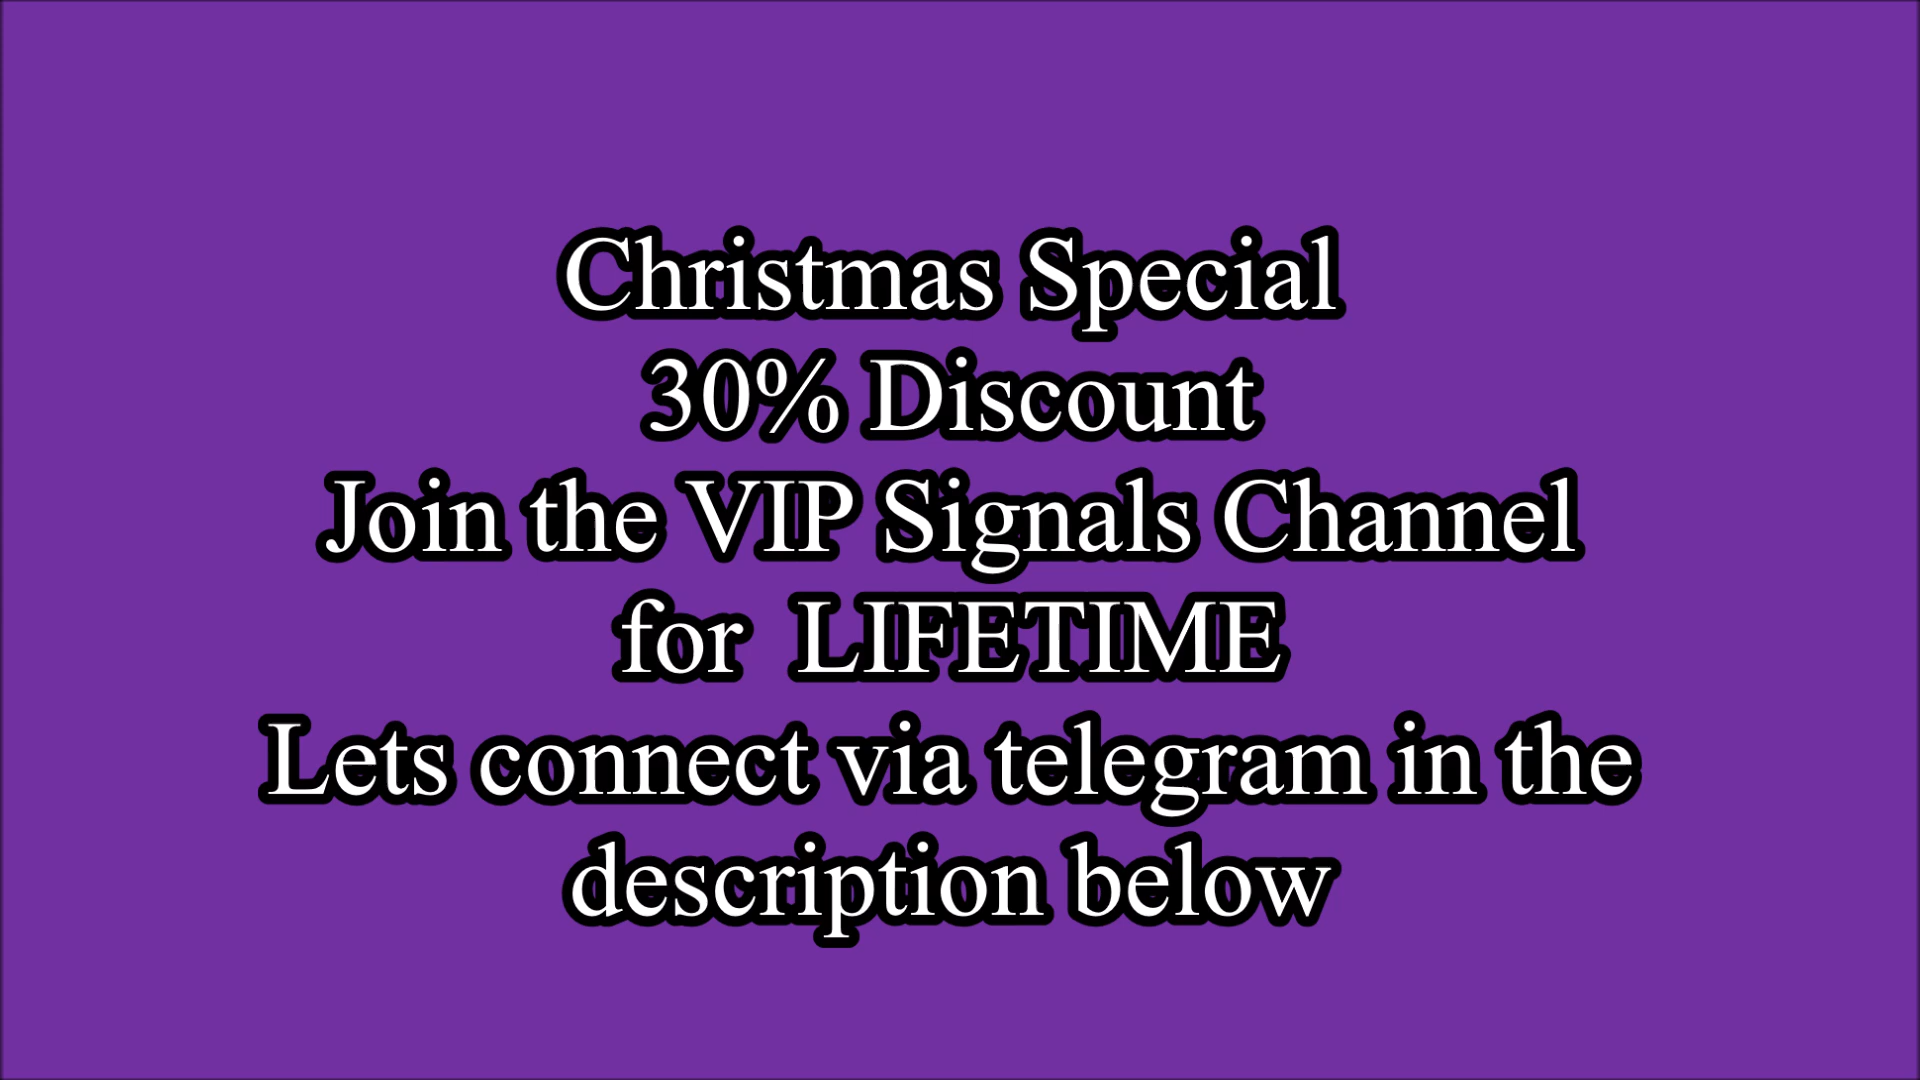 Christmas Special
30% Discount
Join the VIP Signals Channel
for  LIFETIME
Lets connect via telegram in the
description below